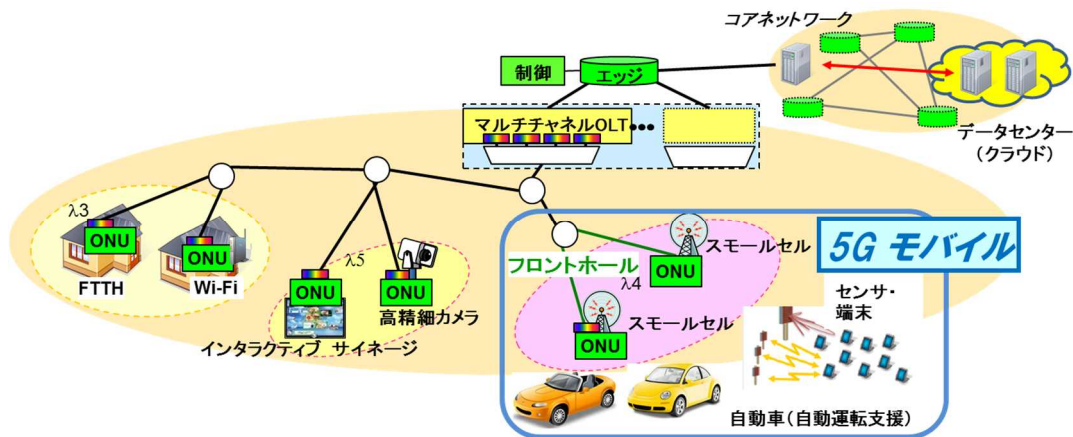 コアネットワーク
制御
エッジ
マルチチャネルOLT
•••
データセンター
(クラウド)
λ3
ONU
ONU
FTTH
Wi-Fi
λ5
ONU
ONU
高精細カメラ
インタラクティブ サイネージ
フロントホール
λ4
ONU
スモールセル
ONU
スモールセル
5G モバイル
センサ・
端末
自動車(自動運転支援)